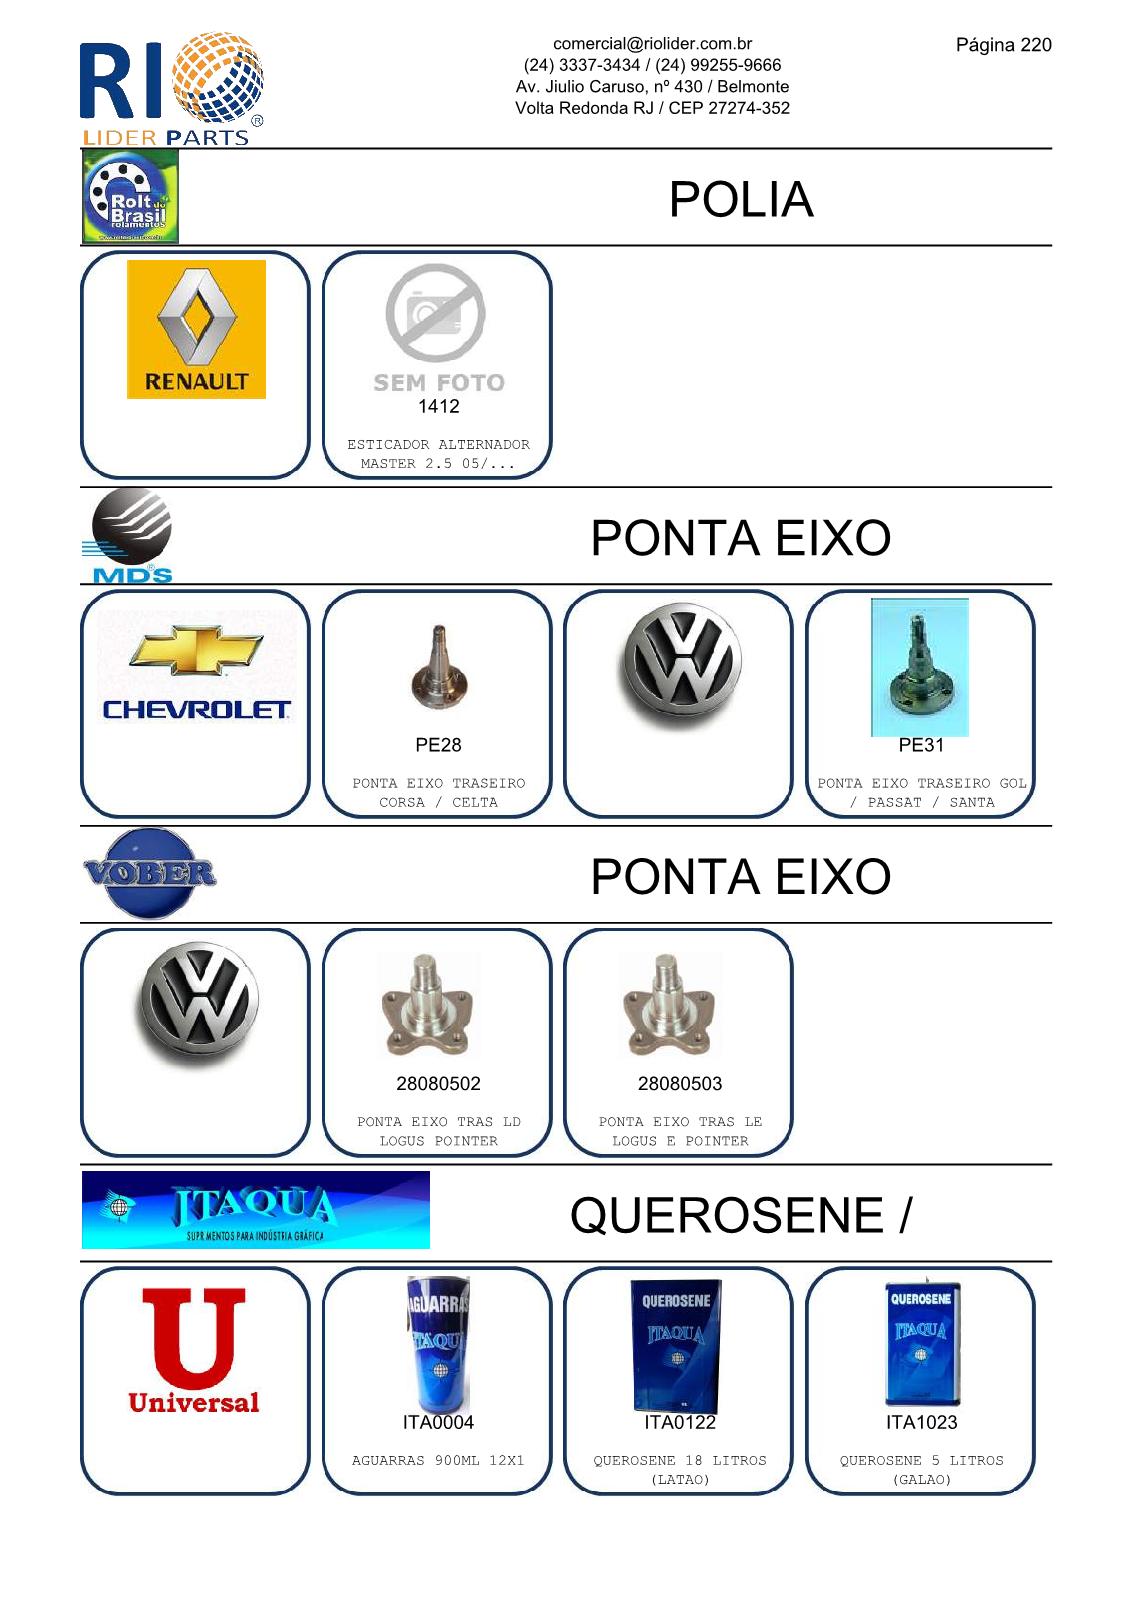 comercial@riolider.com.br
(24) 3337-3434 / (24) 99255-9666
Av. Jiulio Caruso, nº 430 / Belmonte
Volta Redonda RJ / CEP 27274-352
Página 220
RIO
LIDER PARTS ®
Rolt do
Brasil
rolamentos
POLIA
RENAULT
SEM FOTO
1412
ESTICADOR ALTERNADOR
MASTER 2.5 05/...
MDS ®
PONTA EIXO
CHEVROLET
PE28
PONTA EIXO TRASEIRO
CORSA / CELTA
PE31
PONTA EIXO TRASEIRO GOL
/ PASSAT / SANTA
VOBER
PONTA EIXO
28080502
PONTA EIXO TRAS LD
LOGUS POINTER
28080503
PONTA EIXO TRAS LE
LOGUS E POINTER
ITAQUA
SUPRIMENTOS PARA INDÚSTRIA GRÁFICA
QUEROSENE /
U
Universal
AGUARRAS
ITAQUA
ITA0004
AGUARRAS 900ML 12X1
QUEROSENE
ITAQUA
ITA0122
QUEROSENE 18 LITROS
(LATAO)
QUEROSENE
ITAQUA
ITA1023
QUEROSENE 5 LITROS
(GALAO)